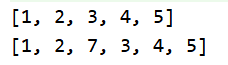 [1, 2, 3, 4, 5]
[1, 2, 7, 3, 4, 5]